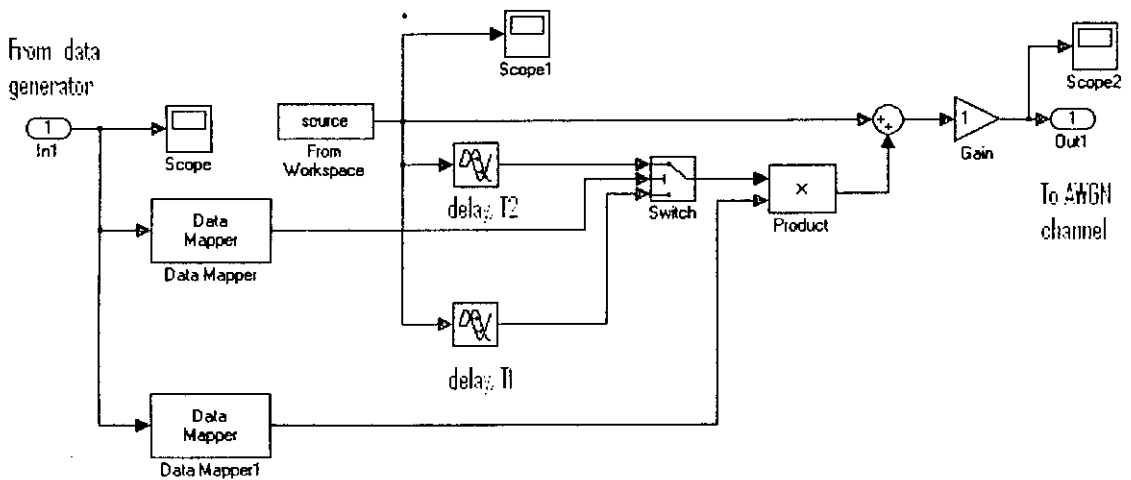 Scope1
Scope2
From data
generator
1
In1
Scope
source
From
Workspace
+
+
1
Gain
1
Out1
delay, T2
Switch
×
Product
To AWGN
channel
Data
Mapper
Data Mapper
delay, T1
Data
Mapper
Data Mapper1